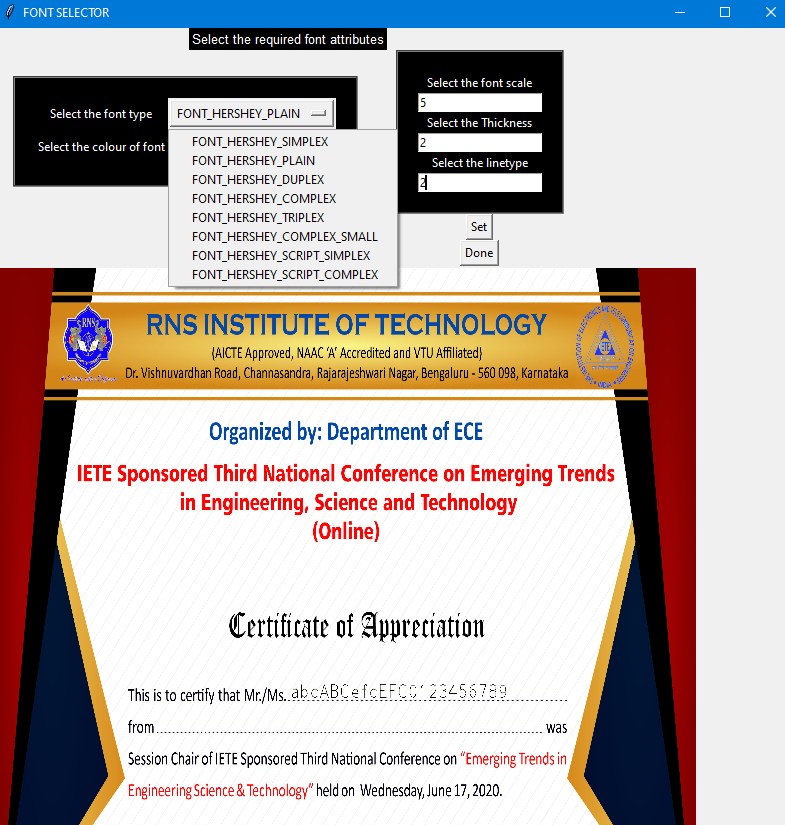 FONT SELECTOR
Select the required font attributes
Select the font type
FONT_HERSHEY_PLAIN
Select the colour of font
FONT_HERSHEY_SIMPLEX
FONT_HERSHEY_PLAIN
FONT_HERSHEY_DUPLEX
FONT_HERSHEY_COMPLEX
FONT_HERSHEY_TRIPLEX
FONT_HERSHEY_COMPLEX_SMALL
FONT_HERSHEY_SCRIPT_SIMPLEX
FONT_HERSHEY_SCRIPT_COMPLEX
Select the font scale
5
Select the Thickness
2
Select the linetype
2
Set
Done
RNSIT
RNS INSTITUTE OF TECHNOLOGY
(AICTE Approved, NAAC 'A' Accredited and VTU Affiliated)
Dr. Vishnuvardhan Road, Channasandra, Rajarajeshwari Nagar, Bengaluru - 560 098, Karnataka
IETE
Organized by: Department of ECE
IETE Sponsored Third National Conference on Emerging Trends
in Engineering, Science and Technology
(Online)
Certificate of Appreciation
This is to certify that Mr./Ms. abcABCefcEFC0123456789
from was
Session Chair of IETE Sponsored Third National Conference on "Emerging Trends in
Engineering Science & Technology" held on Wednesday, June 17, 2020.